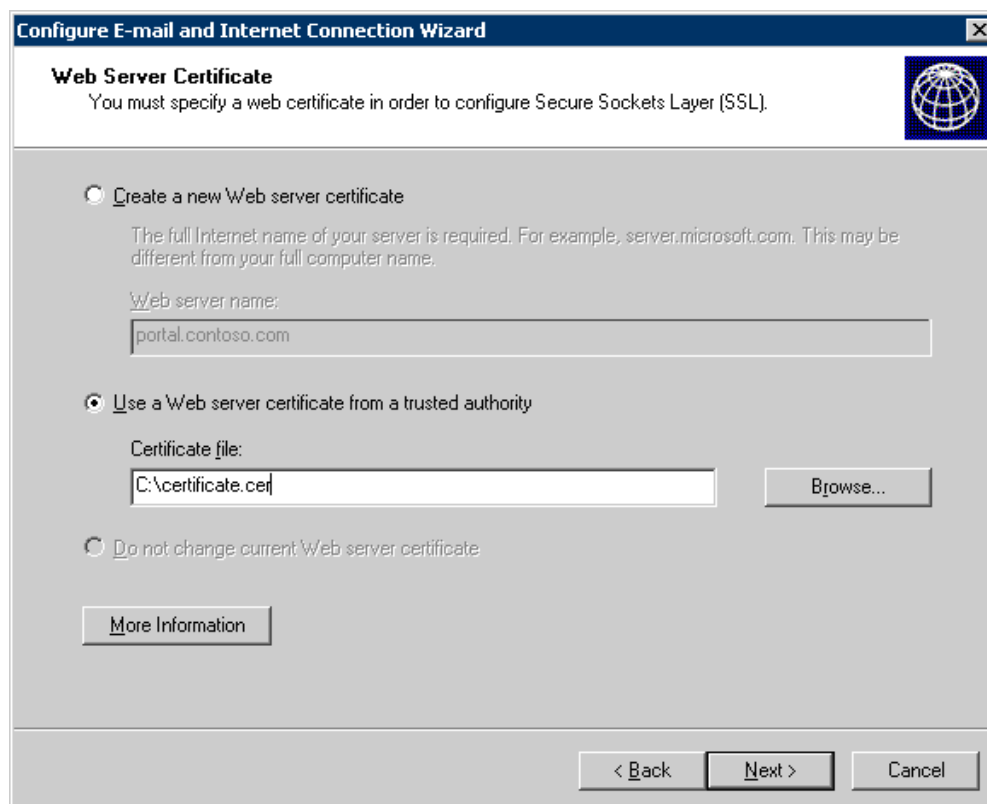 Configure E-mail and Internet Connection Wizard
Web Server Certificate
You must specify a web certificate in order to configure Secure Sockets Layer (SSL).
Create a new Web server certificate
The full Internet name of your server is required. For example, server.microsoft.com. This may be
different from your full computer name.
Web server name:
portal.contoso.com
Use a Web server certificate from a trusted authority
Certificate file:
C:\certificate.cer
Browse...
Do not change current Web server certificate
More Information
< Back
Next >
Cancel